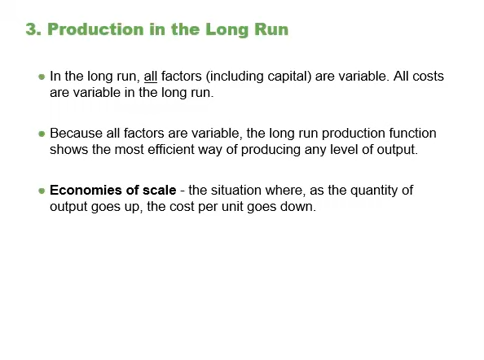 3. Production in the Long Run
● In the long run, all factors (including capital) are variable. All costs
are variable in the long run.
● Because all factors are variable, the long run production function
shows the most efficient way of producing any level of output.
● Economies of scale - the situation where, as the quantity of
output goes up, the cost per unit goes down.